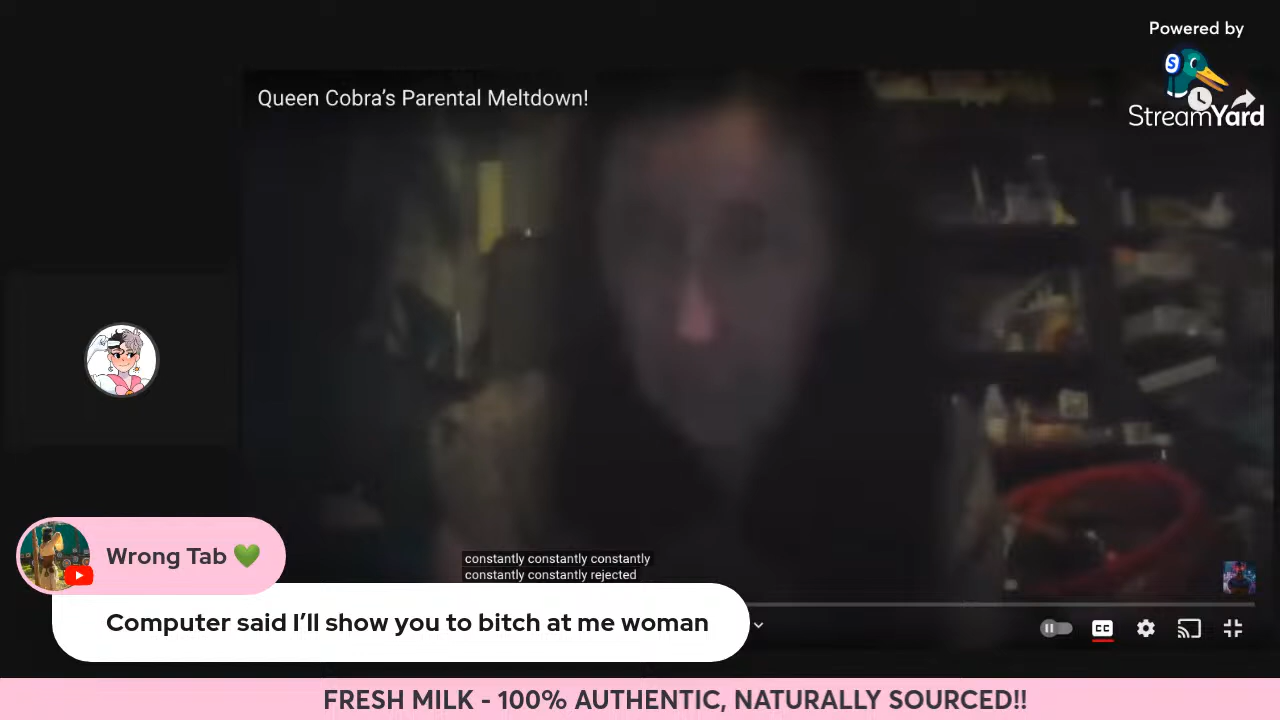 Powered by
S
StreamYard
Queen Cobra’s Parental Meltdown!
constantly constantly constantly
constantly constantly rejected
Wrong Tab 💚
Computer said I’ll show you to bitch at me woman
CC
FRESH MILK - 100% AUTHENTIC, NATURALLY SOURCED!!